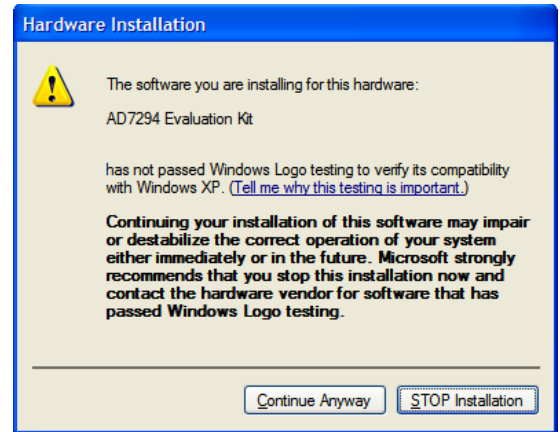 Hardware Installation
The software you are installing for this hardware:
AD7294 Evaluation Kit
has not passed Windows Logo testing to verify its compatibility
with Windows XP. (Tell me why this testing is important.)
Continuing your installation of this software may impair
or destabilize the correct operation of your system
either immediately or in the future. Microsoft strongly
recommends that you stop this installation now and
contact the hardware vendor for software that has
passed Windows Logo testing.
Continue Anyway
STOP Installation